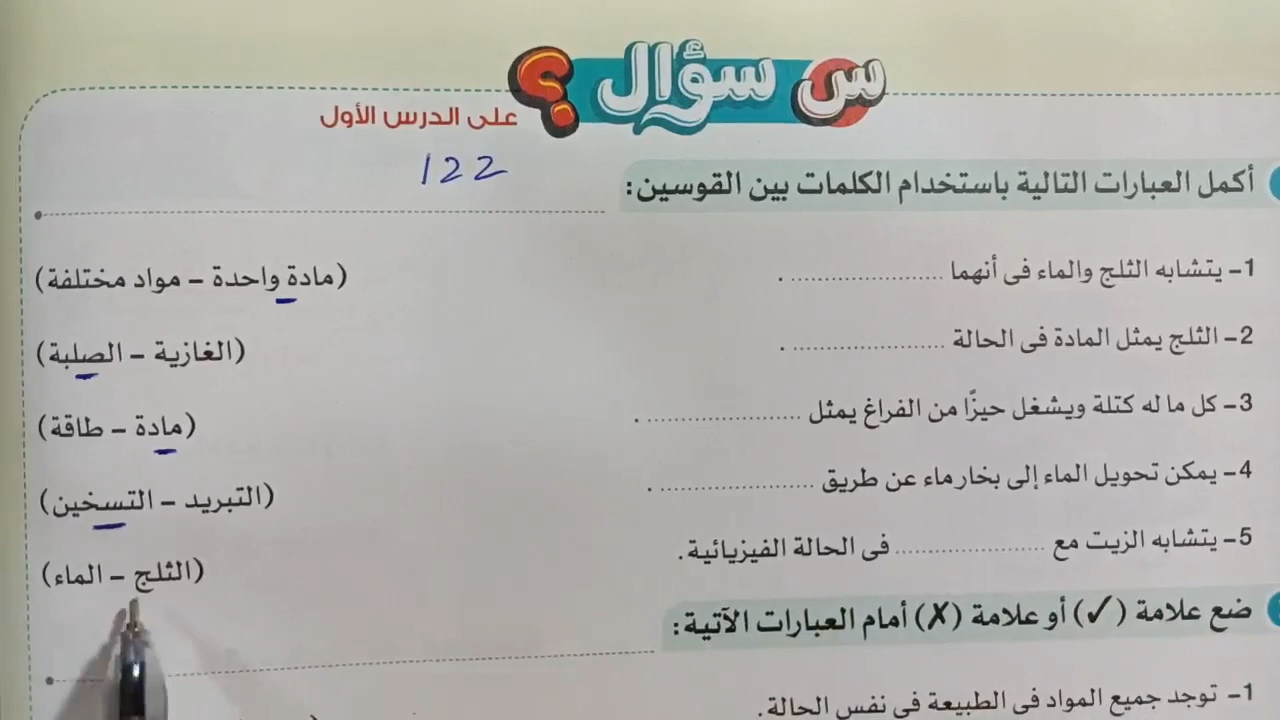 س سؤال ؟
على الدرس الأول
122
أكمل العبارات التالية باستخدام الكلمات بين القوسين:
1- يتشابه الثلج والماء فى أنهما .................... . (مادة واحدة - مواد مختلفة)
2- الثلج يمثل المادة فى الحالة .................... . (الغازية - الصلبة)
3- كل ما له كتلة ويشغل حيزًا من الفراغ يمثل .................... . (مادة - طاقة)
4- يمكن تحويل الماء إلى بخار ماء عن طريق .................... . (التبريد - التسخين)
5- يتشابه الزيت مع .................... فى الحالة الفيزيائية. (الثلج - الماء)
ضع علامة (✓) أو علامة (✗) أمام العبارات الآتية:
1- توجد جميع المواد فى الطبيعة فى نفس الحالة.